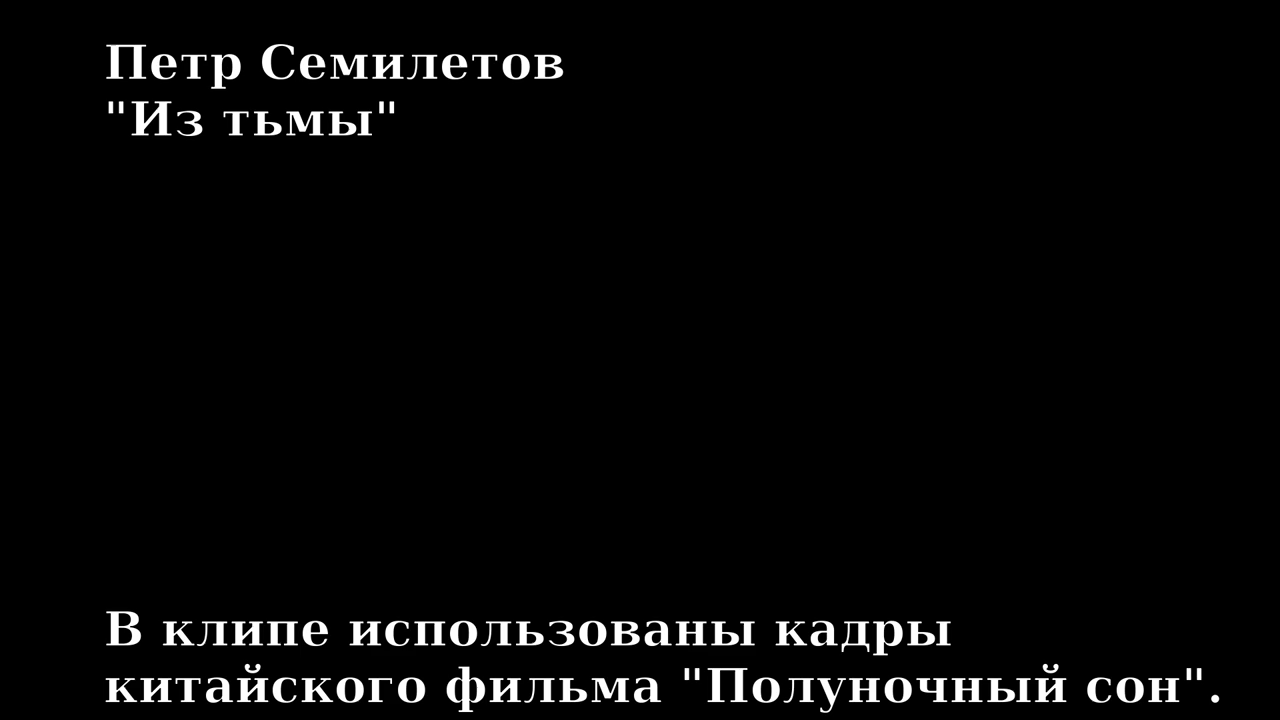 Петр Семилетов
"Из тьмы"
В клипе использованы кадры
китайского фильма "Полуночный сон".